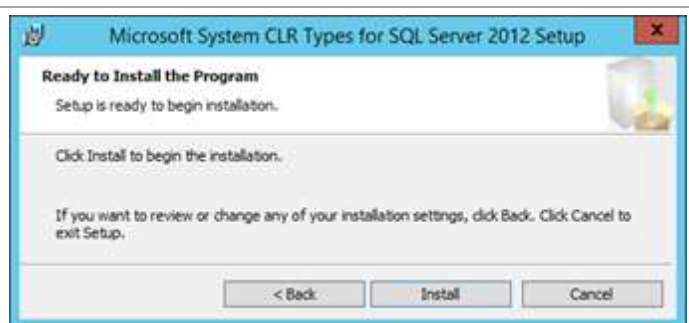 Microsoft System CLR Types for SQL Server 2012 Setup
Ready to Install the Program
Setup is ready to begin installation.
Click Install to begin the installation.
If you want to review or change any of your installation settings, click Back. Click Cancel to
exit Setup.
< Back Install Cancel